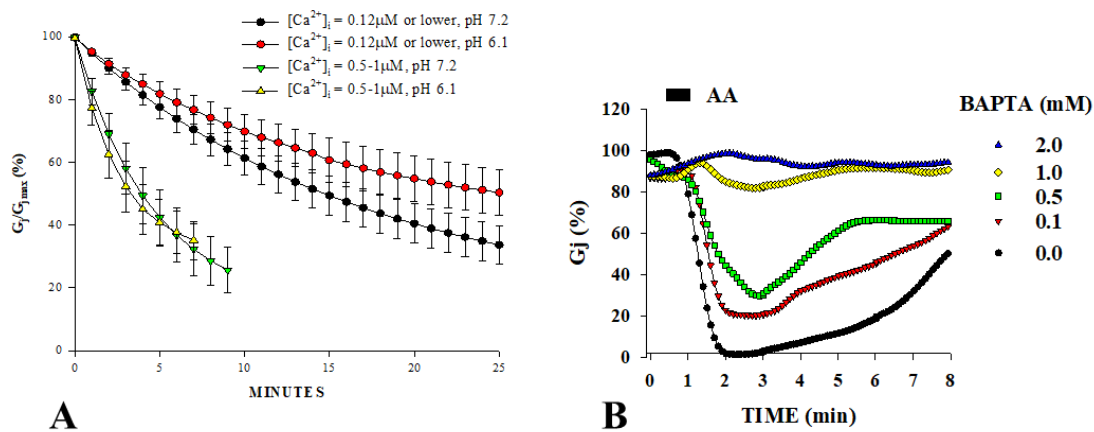 [Ca²⁺]ᵢ = 0.12μM or lower, pH 7.2
[Ca²⁺]ᵢ = 0.12μM or lower, pH 6.1
[Ca²⁺]ᵢ = 0.5-1μM, pH 7.2
[Ca²⁺]ᵢ = 0.5-1μM, pH 6.1
Gj/Gj max (%)
100
80
60
40
20
0
0 5 10 15 20 25
MINUTES
A
AA
BAPTA (mM)
2.0
1.0
0.5
0.1
0.0
Gj (%)
120
100
80
60
40
20
0
0 1 2 3 4 5 6 7 8
TIME (min)
B